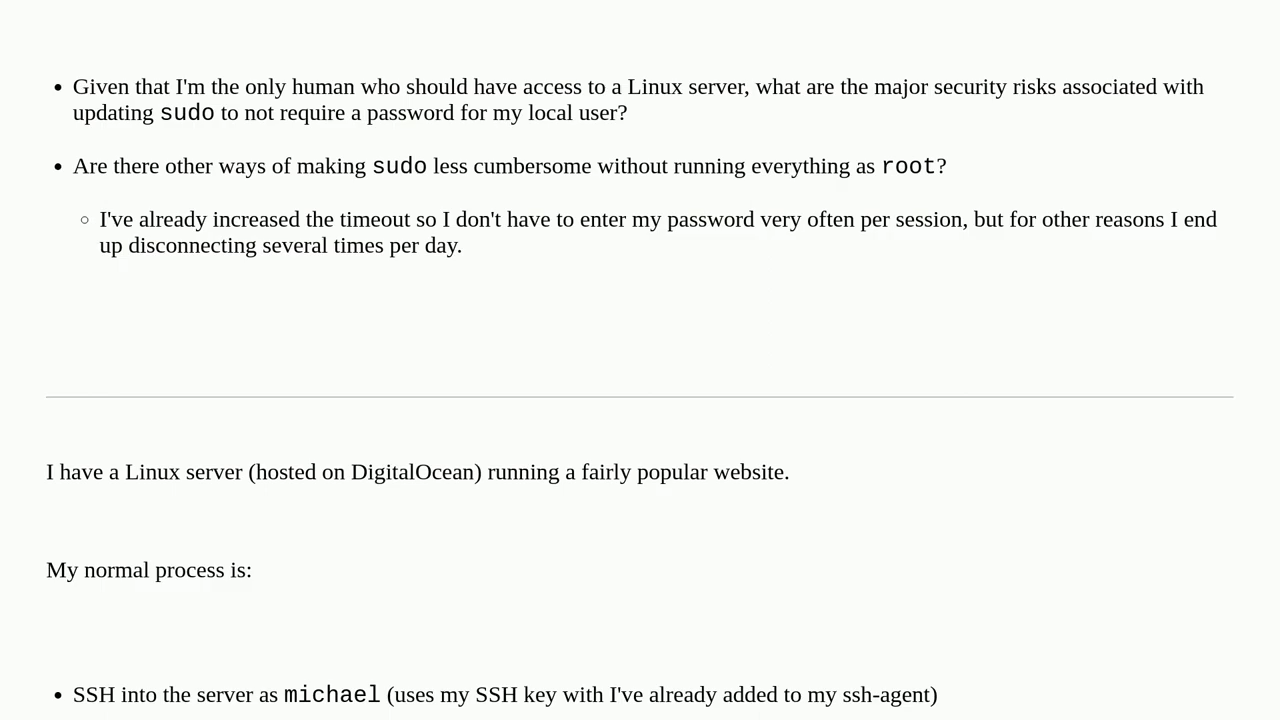 Given that I'm the only human who should have access to a Linux server, what are the major security risks associated with
updating sudo to not require a password for my local user?
Are there other ways of making sudo less cumbersome without running everything as root?
I've already increased the timeout so I don't have to enter my password very often per session, but for other reasons I end
up disconnecting several times per day.
I have a Linux server (hosted on DigitalOcean) running a fairly popular website.
My normal process is:
SSH into the server as michael (uses my SSH key with I've already added to my ssh-agent)